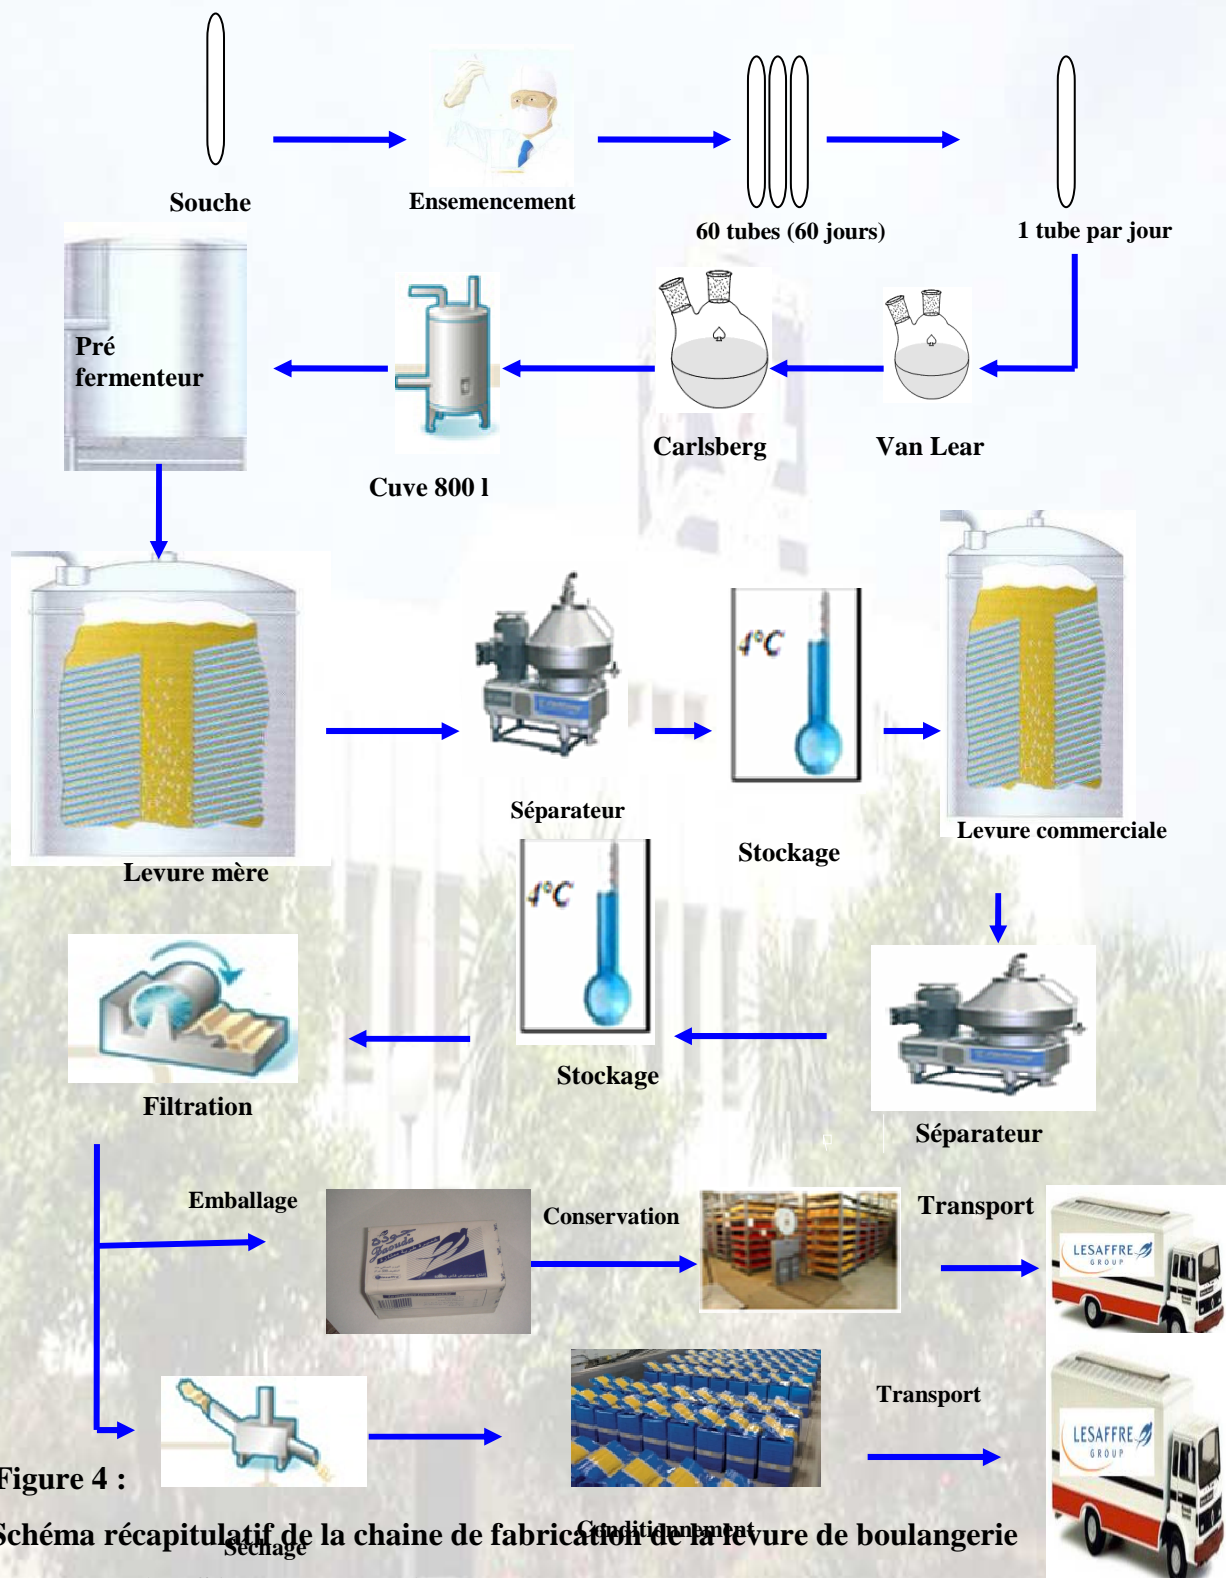 Souche
Ensemencement
60 tubes (60 jours)
1 tube par jour
Pré
fermenteur
Cuve 800 l
Carlsberg
Van Lear
4°C
Séparateur
Stockage
Levure commerciale
Levure mère
4°C
Stockage
Séparateur
Filtration
Emballage
Jaouda
Conservation
Transport
LESAFFRE
GROUP
Transport
LESAFFRE
GROUP
Figure 4 :
Schéma récapitulatif de la chaine de fabrication de la levure de boulangerie
Conditionnement
Séchage